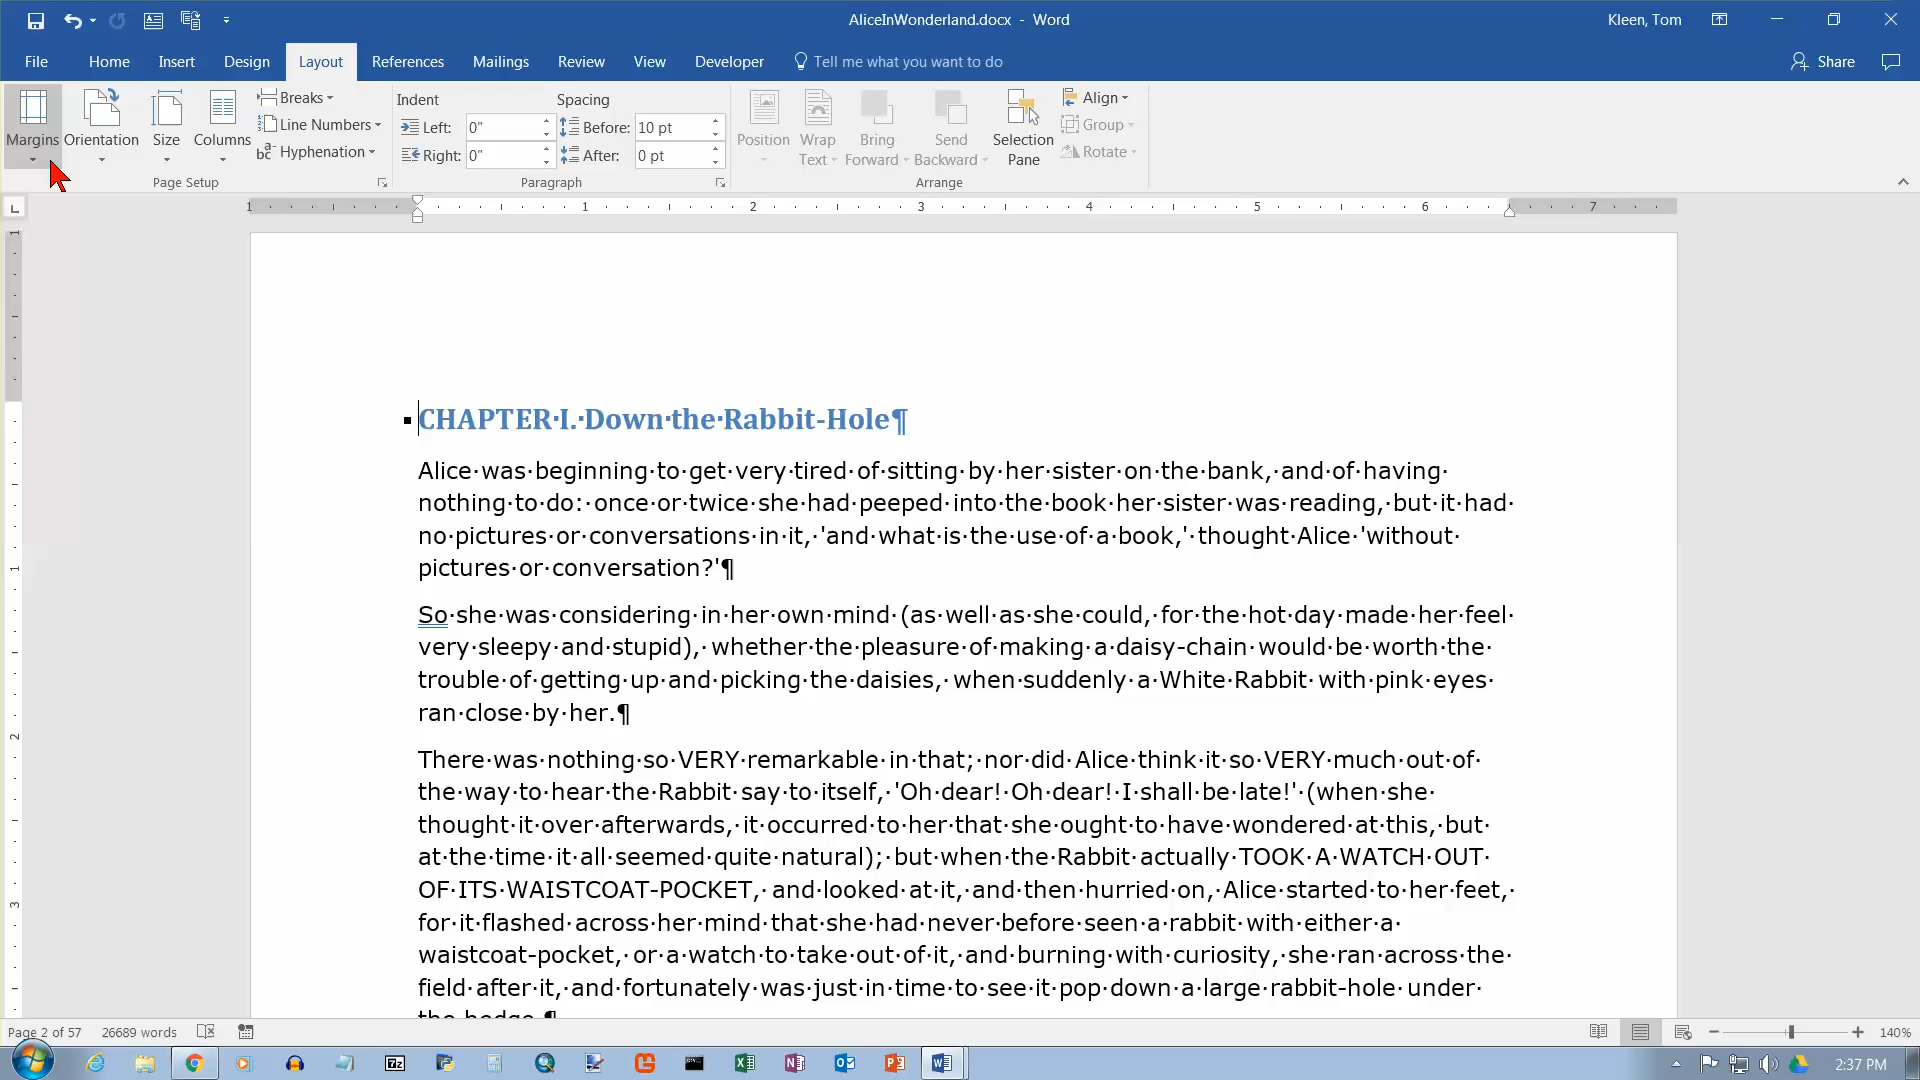 AliceInWonderland.docx - Word
Kleen, Tom
File Home Insert Design Layout References Mailings Review View Developer Tell me what you want to do Share
Margins Orientation Size Columns
Breaks
Line Numbers
Hyphenation
Page Setup
Indent Spacing
Left: 0" Before: 10 pt
Right: 0" After: 0 pt
Paragraph
Position Wrap Text Bring Forward Send Backward Selection Pane
Align
Group
Rotate
Arrange
1 1 2 3 4 5 6 7
CHAPTER·I.·Down·the·Rabbit-Hole¶
Alice·was·beginning·to·get·very·tired·of·sitting·by·her·sister·on·the·bank,·and·of·having·
nothing·to·do:·once·or·twice·she·had·peeped·into·the·book·her·sister·was·reading,·but·it·had·
no·pictures·or·conversations·in·it,·'and·what·is·the·use·of·a·book,'·thought·Alice·'without·
pictures·or·conversation?'¶
So·she·was·considering·in·her·own·mind·(as·well·as·she·could,·for·the·hot·day·made·her·feel·
very·sleepy·and·stupid),·whether·the·pleasure·of·making·a·daisy-chain·would·be·worth·the·
trouble·of·getting·up·and·picking·the·daisies,·when·suddenly·a·White·Rabbit·with·pink·eyes·
ran·close·by·her.¶
There·was·nothing·so·VERY·remarkable·in·that;·nor·did·Alice·think·it·so·VERY·much·out·of·
the·way·to·hear·the·Rabbit·say·to·itself,·'Oh·dear!·Oh·dear!·I·shall·be·late!'·(when·she·
thought·it·over·afterwards,·it·occurred·to·her·that·she·ought·to·have·wondered·at·this,·but·
at·the·time·it·all·seemed·quite·natural);·but·when·the·Rabbit·actually·TOOK·A·WATCH·OUT·
OF·ITS·WAISTCOAT-POCKET,·and·looked·at·it,·and·then·hurried·on,·Alice·started·to·her·feet,·
for·it·flashed·across·her·mind·that·she·had·never·before·seen·a·rabbit·with·either·a·
waistcoat-pocket,·or·a·watch·to·take·out·of·it,·and·burning·with·curiosity,·she·ran·across·the·
field·after·it,·and·fortunately·was·just·in·time·to·see·it·pop·down·a·large·rabbit-hole·under·
the·hedge.¶
1
1
2
3
Page 2 of 57 26689 words 140%
2:37 PM